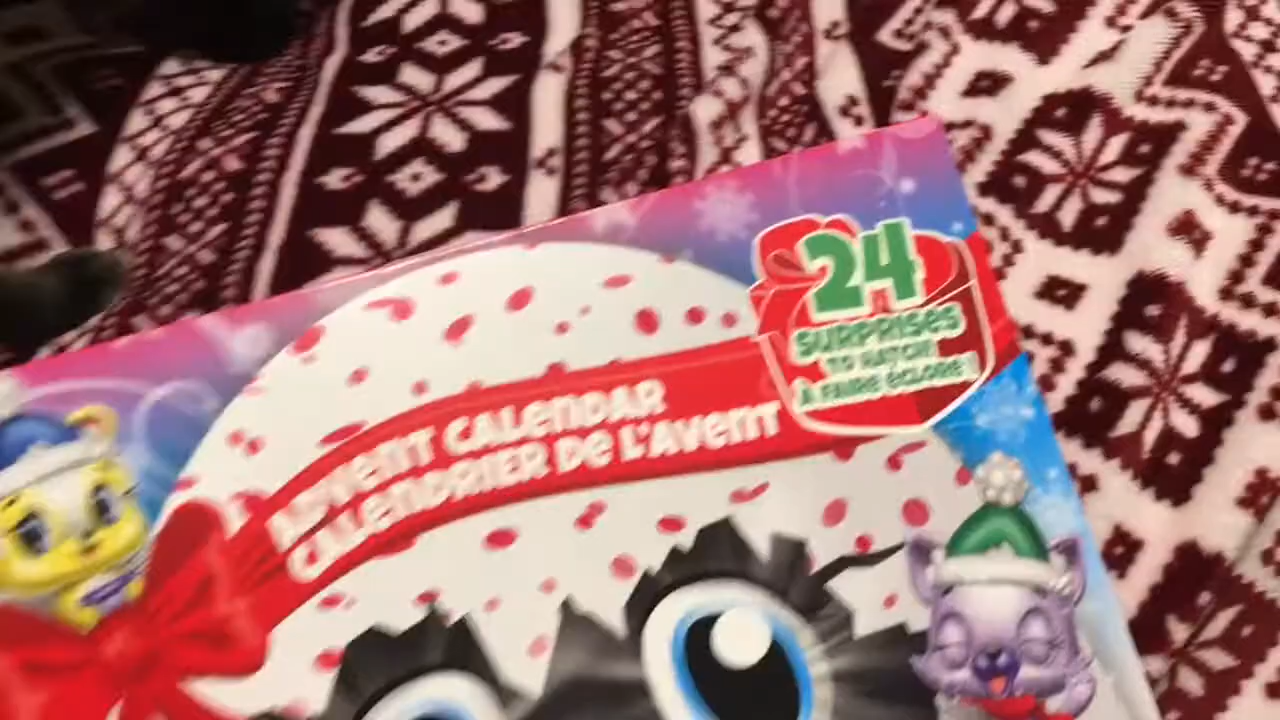 24
SURPRISES
TO HATCH
À FAIRE ÉCLORE!
ADVENT CALENDAR
CALENDRIER De L'AVenT